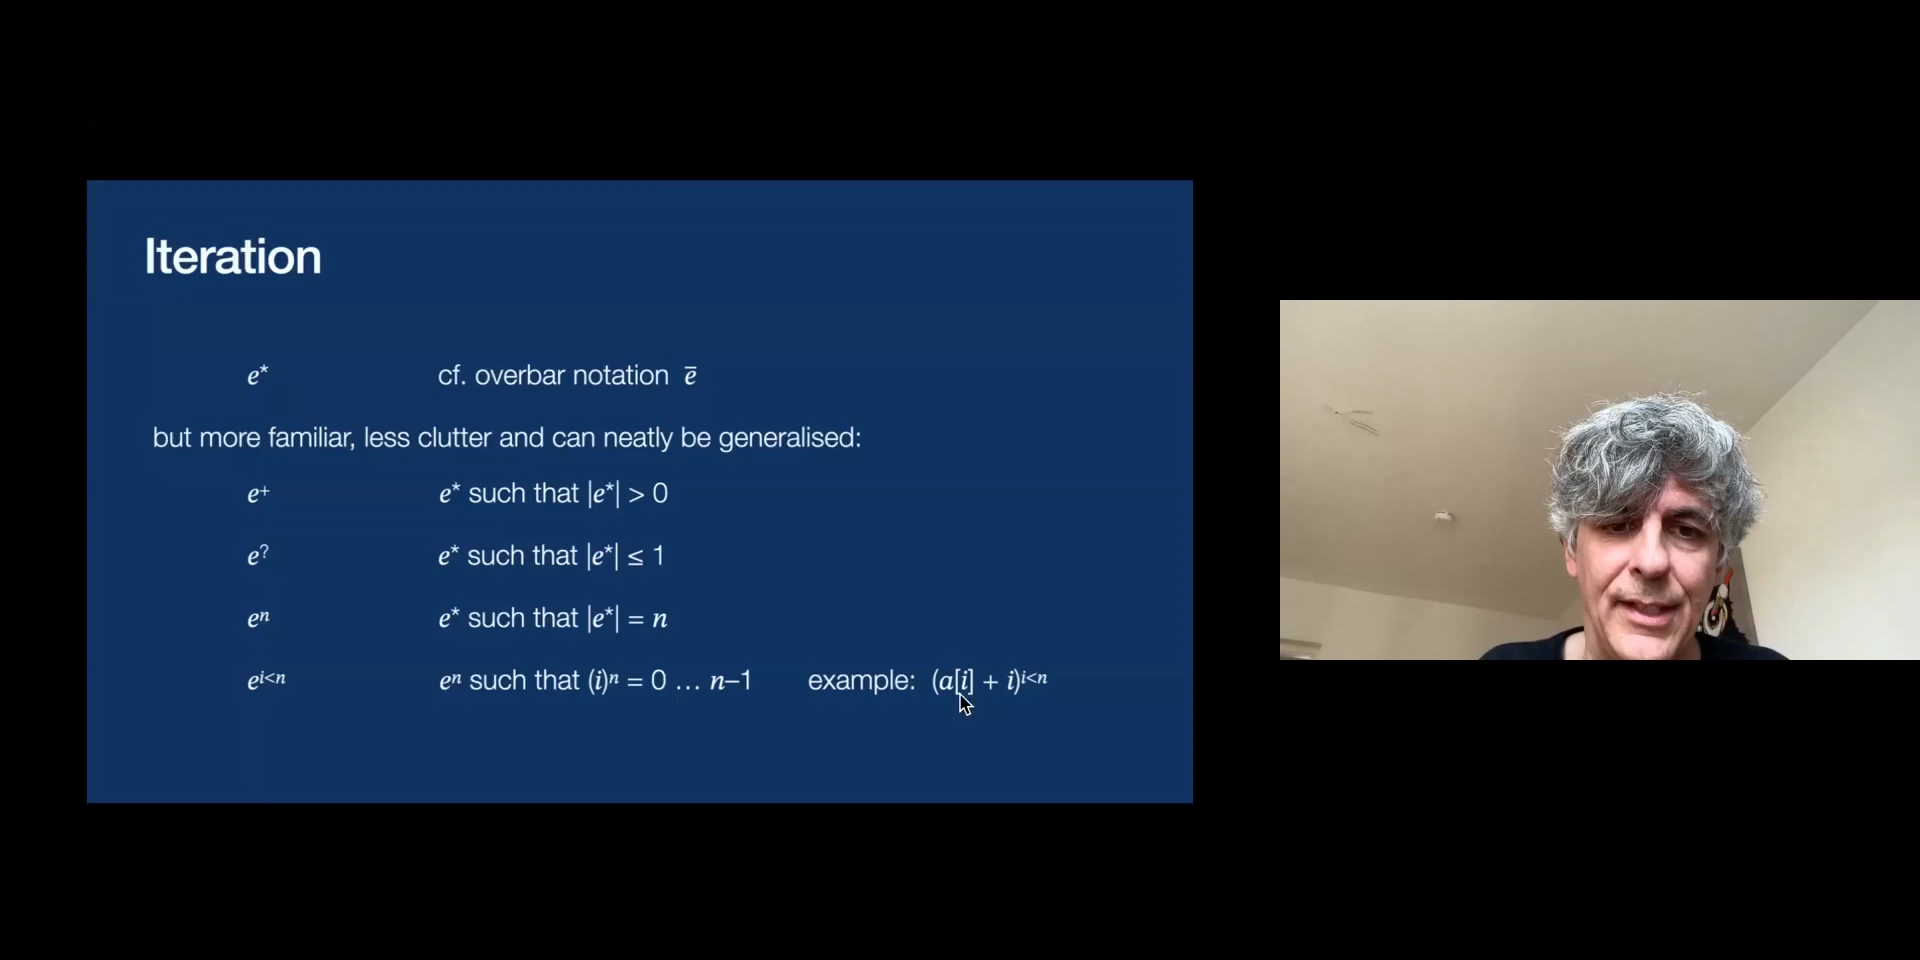 Iteration
e* cf. overbar notation ē
but more familiar, less clutter and can neatly be generalised:
e⁺ e* such that |e*| > 0
e? e* such that |e*| ≤ 1
eⁿ e* such that |e*| = n
e^{i<n} eⁿ such that (i)ⁿ = 0 … n–1 example: (a[i] + i)^{i<n}